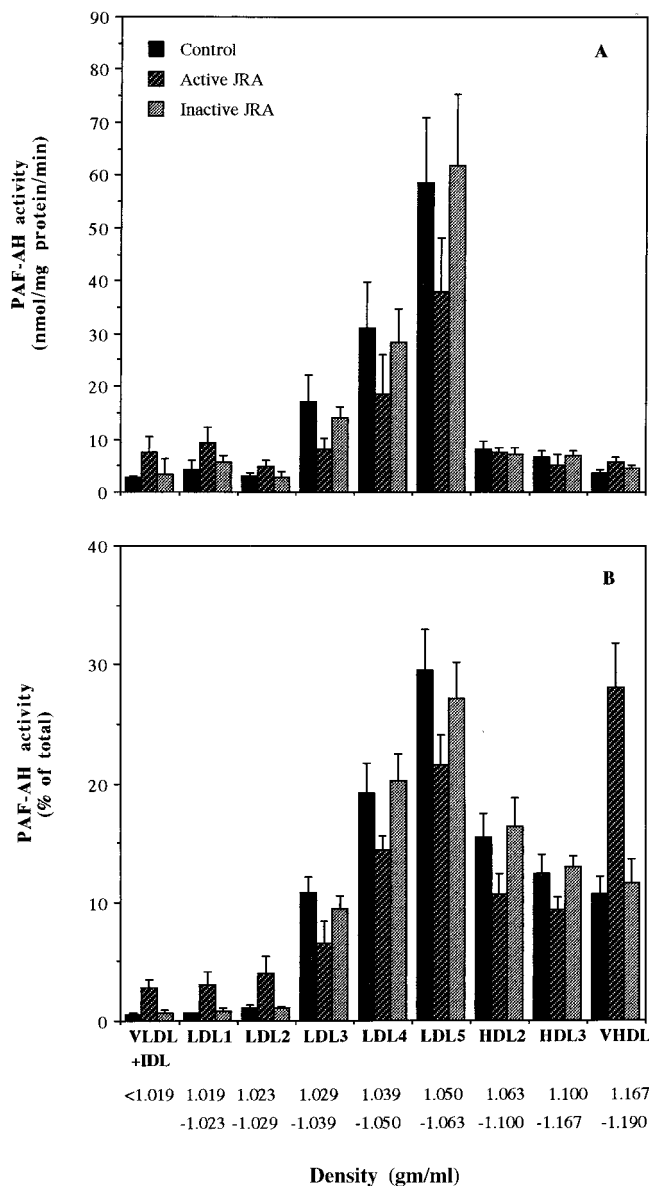 90
80
70
60
50
40
30
20
10
0
PAF-AH activity
(nmol/mg protein/min)
Control
Active JRA
Inactive JRA
A
40
30
20
10
0
PAF-AH activity
(% of total)
B
VLDL LDL1 LDL2 LDL3 LDL4 LDL5 HDL2 HDL3 VHDL
+IDL
<1.019 1.019 1.023 1.029 1.039 1.050 1.063 1.100 1.167
-1.023 -1.029 -1.039 -1.050 -1.063 -1.100 -1.167 -1.190
Density (gm/ml)